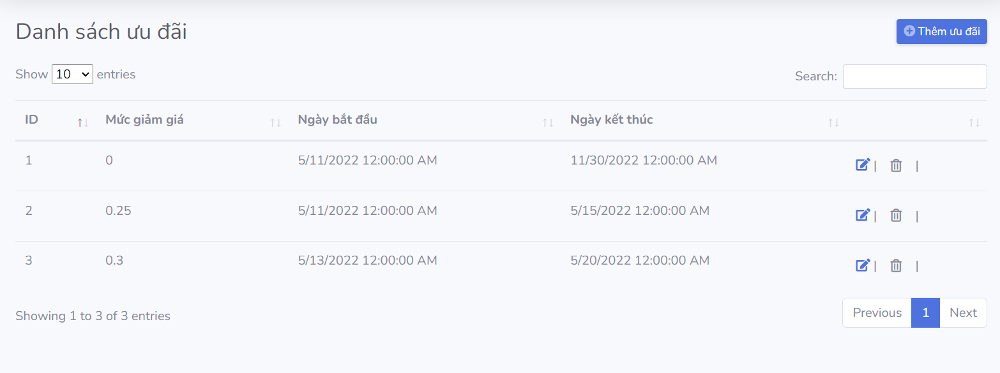 Danh sách ưu đãi
Thêm ưu đãi
Show 10 entries
Search:
ID Mức giảm giá Ngày bắt đầu Ngày kết thúc
1 0 5/11/2022 12:00:00 AM 11/30/2022 12:00:00 AM | |
2 0.25 5/11/2022 12:00:00 AM 5/15/2022 12:00:00 AM | |
3 0.3 5/13/2022 12:00:00 AM 5/20/2022 12:00:00 AM | |
Showing 1 to 3 of 3 entries
Previous 1 Next